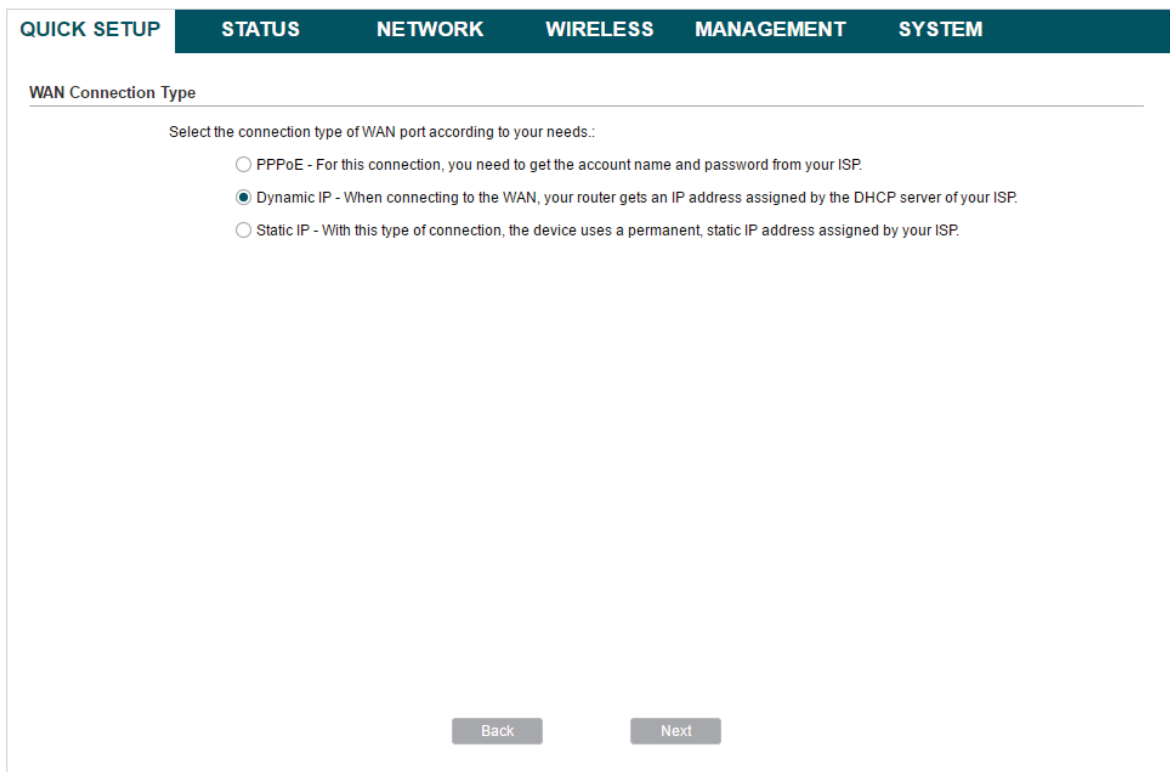 QUICK SETUP STATUS NETWORK WIRELESS MANAGEMENT SYSTEM
WAN Connection Type
Select the connection type of WAN port according to your needs.:
PPPoE - For this connection, you need to get the account name and password from your ISP.
Dynamic IP - When connecting to the WAN, your router gets an IP address assigned by the DHCP server of your ISP.
Static IP - With this type of connection, the device uses a permanent, static IP address assigned by your ISP.
Back Next